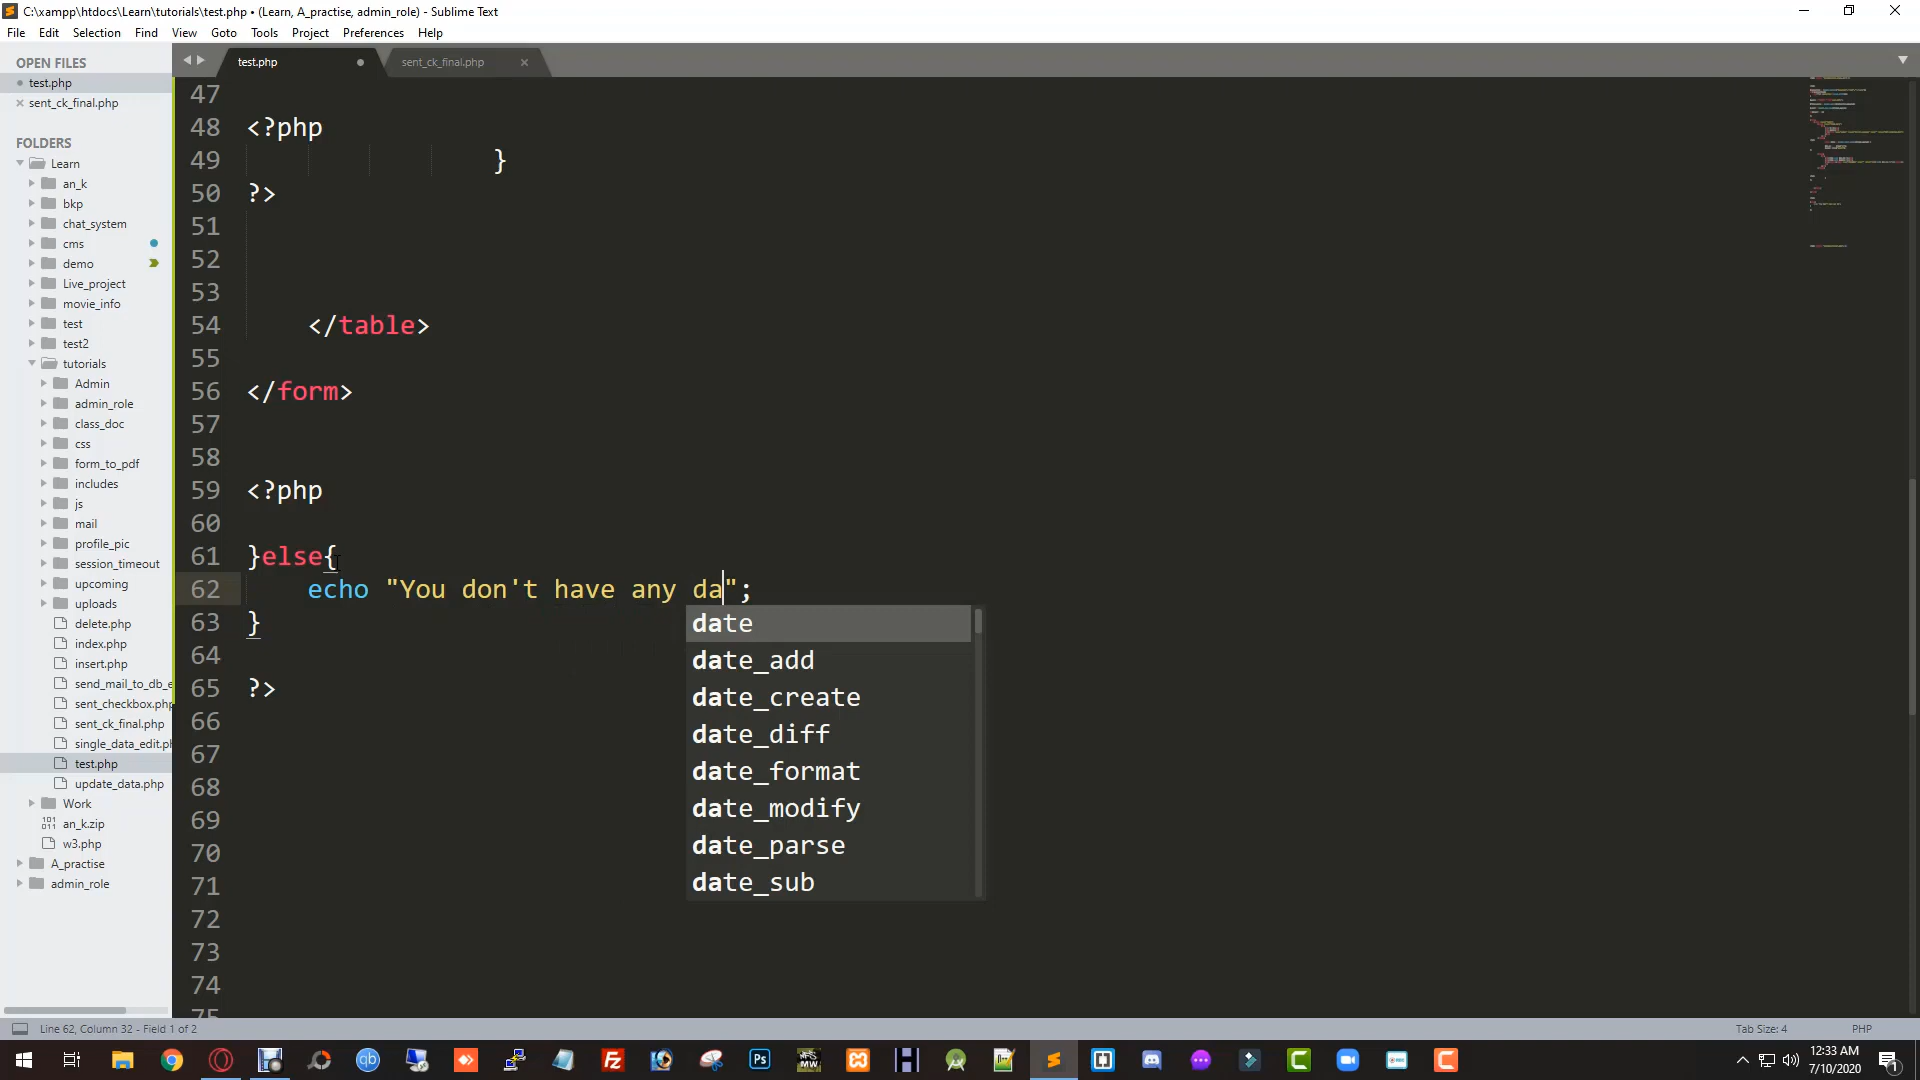 C:\xampp\htdocs\Learn\tutorials\test.php • (Learn, A_practise, admin_role) - Sublime Text
File Edit Selection Find View Goto Tools Project Preferences Help
OPEN FILES
test.php
sent_ck_final.php
FOLDERS
Learn
an_k
bkp
chat_system
cms
demo
Live_project
movie_info
test
test2
tutorials
Admin
admin_role
class_doc
css
form_to_pdf
includes
js
mail
profile_pic
session_timeout
upcoming
uploads
delete.php
index.php
insert.php
send_mail_to_db_e
sent_checkbox.php
sent_ck_final.php
single_data_edit.ph
test.php
update_data.php
Work
an_k.zip
w3.php
A_practise
admin_role
test.php sent_ck_final.php
47
48 <?php
49 }
50 ?>
51
52
53
54 </table>
55
56 </form>
57
58
59 <?php
60
61 }else{
62 echo "You don't have any da";
63 }
64
65 ?>
66
67
68
69
70
71
72
73
74
75
date
date_add
date_create
date_diff
date_format
date_modify
date_parse
date_sub
Line 62, Column 32 - Field 1 of 2 Tab Size: 4 PHP
12:33 AM
7/10/2020